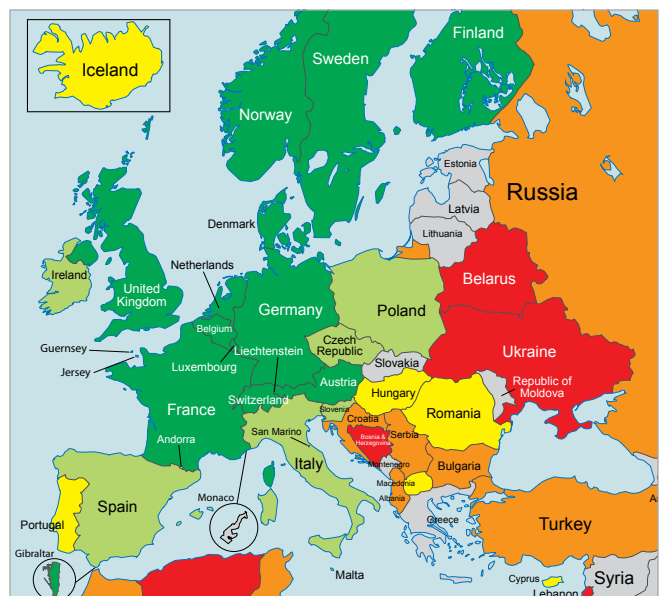 Finland
Sweden
Iceland
Norway
Estonia
Russia
Latvia
Denmark
Lithuania
Netherlands
Ireland
Belarus
United
Kingdom
Germany
Poland
Belgium
Guernsey
Liechtenstein
Czech
Republic
Ukraine
Jersey
Luxembourg
Slovakia
Austria
Republic of
Moldova
Switzerland
Hungary
France
Slovenia
Romania
Croatia
San Marino
Serbia
Andorra
Bosnia &
Herzegovina
Italy
Montenegro
Bulgaria
Macedonia
Monaco
Albania
A
Spain
Portugal
Greece
Turkey
Gibraltar
Malta
Cyprus
Syria
Lebanon